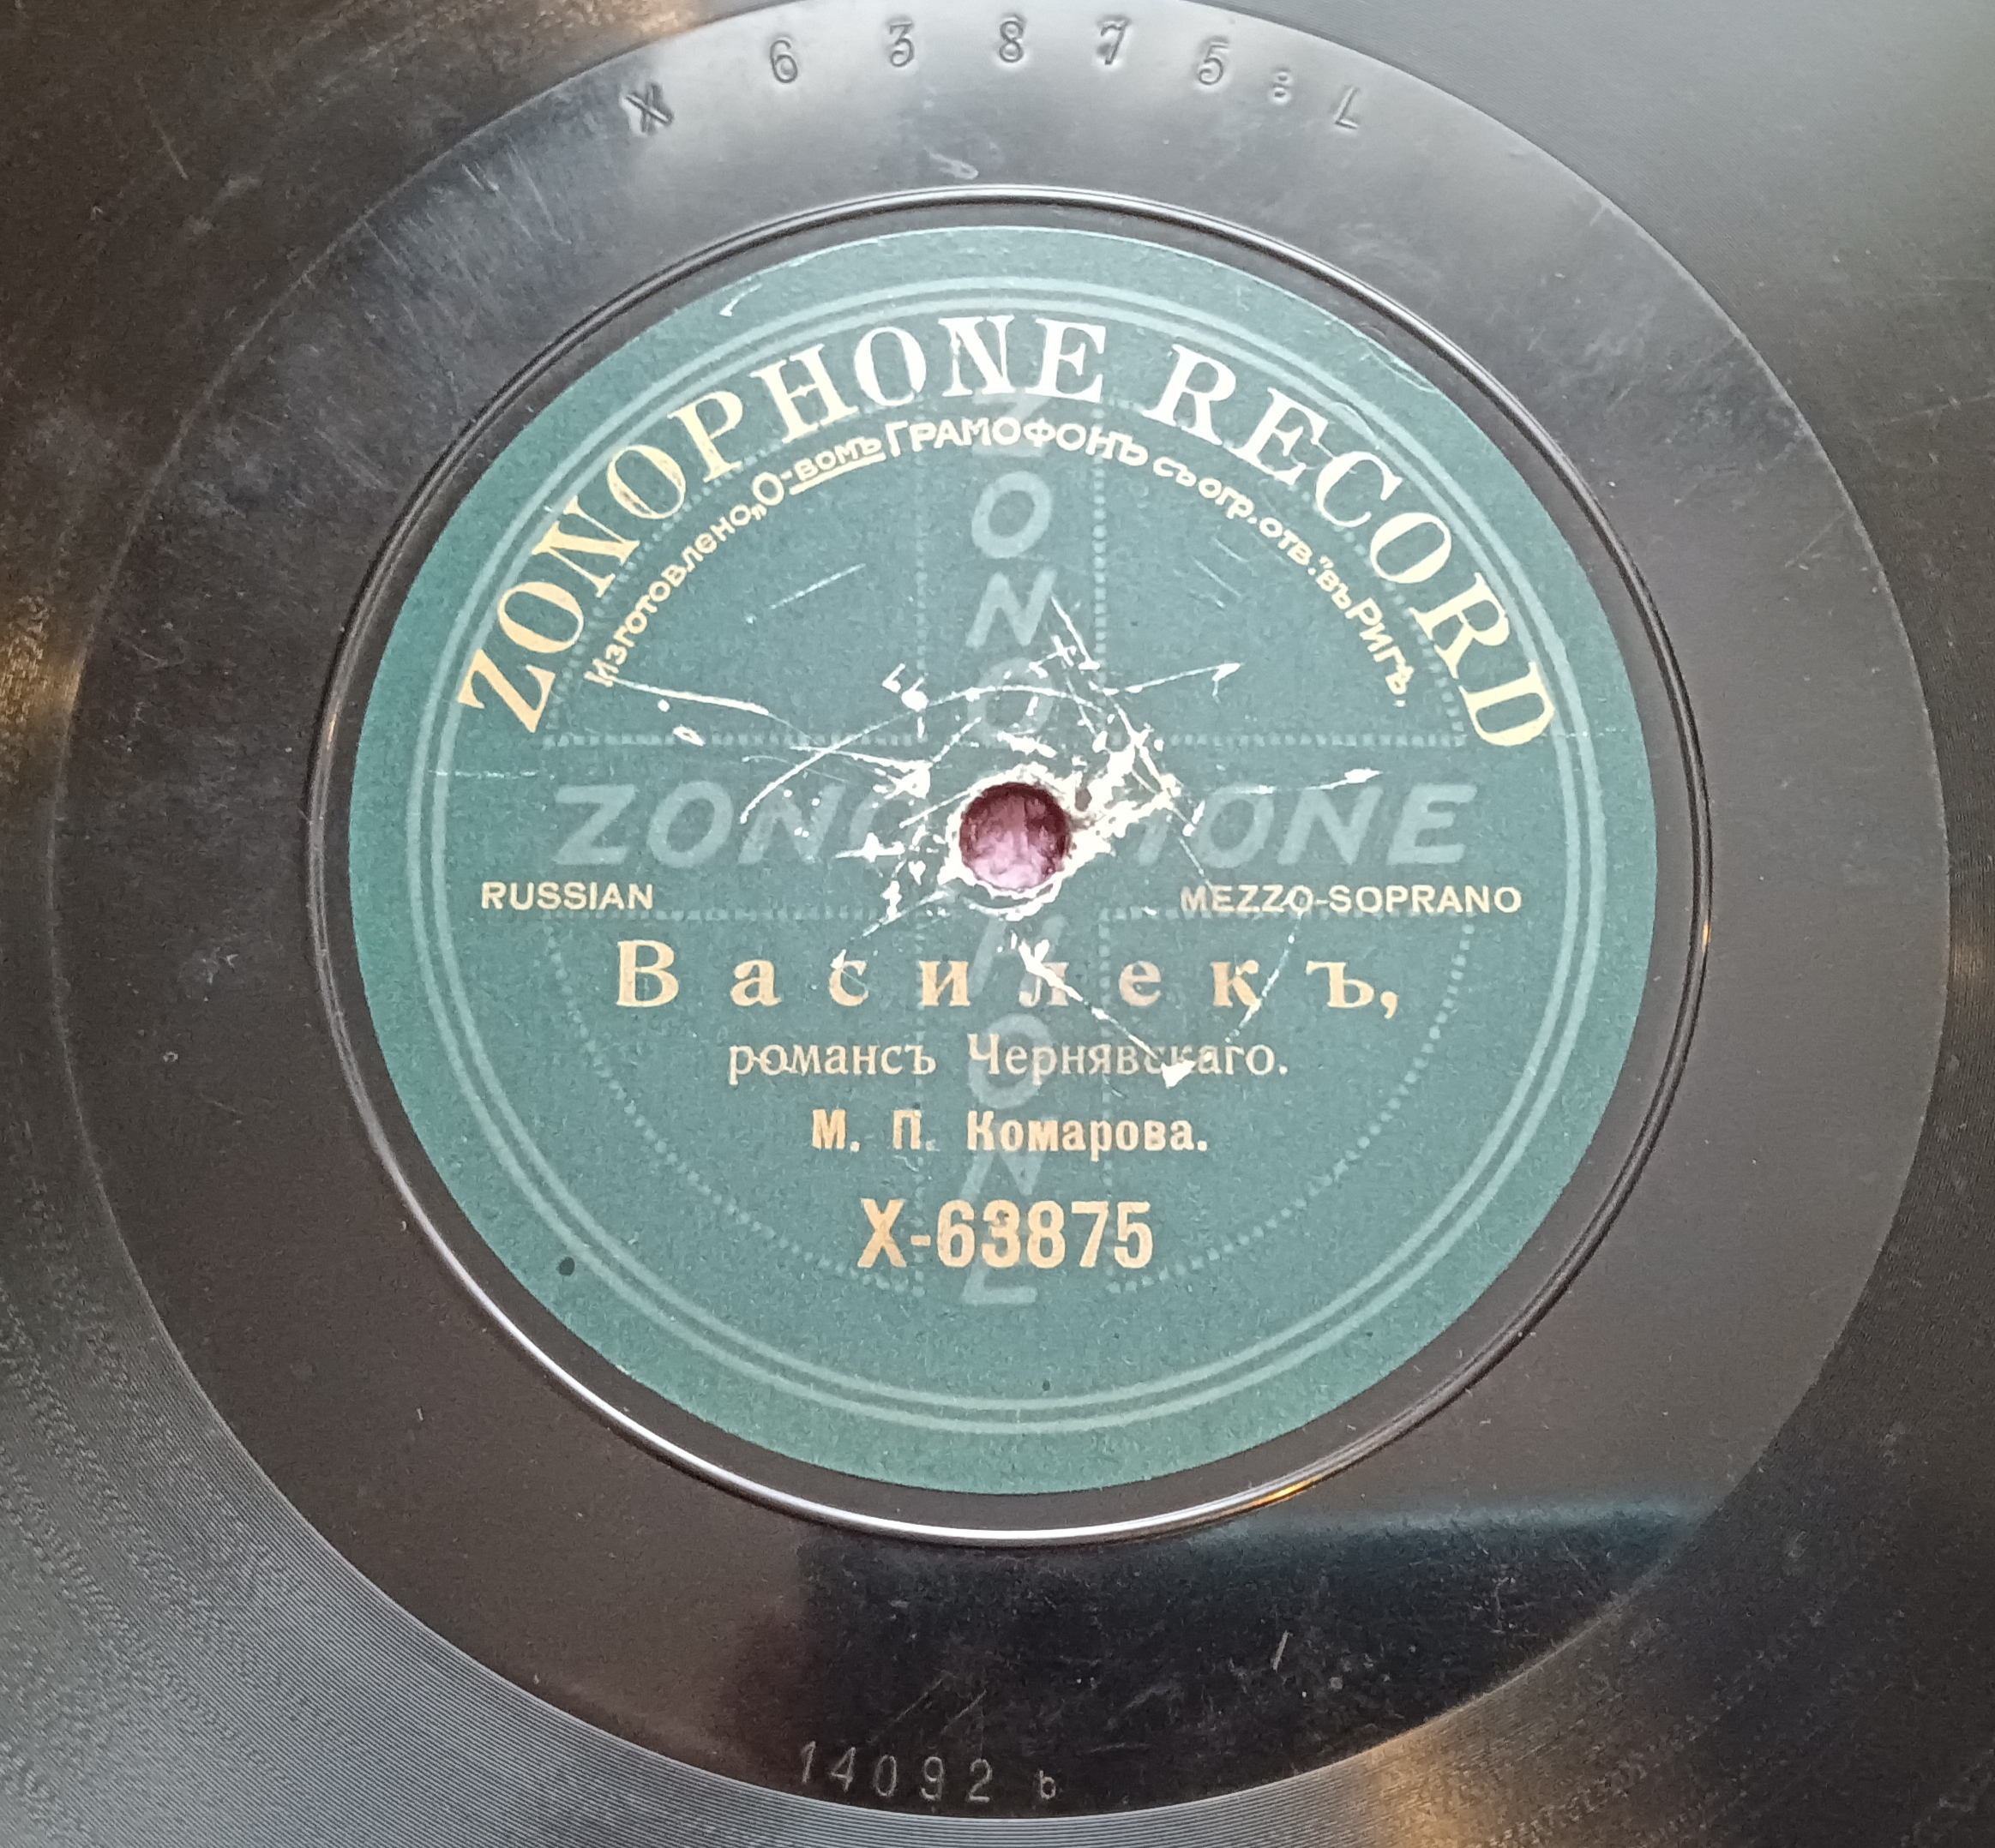 X 63875:L
ZONOPHONE RECORD
Изготовлено „О-вомъ ГРАМОФОНЪ съ огр. отв." въ РИГѢ,
ZONOPHONE
ZONOPHONE
RUSSIAN
MEZZO-SOPRANO
Василекъ,
романсъ Чернявскаго.
М. П. Комарова.
X-63875
14092 b